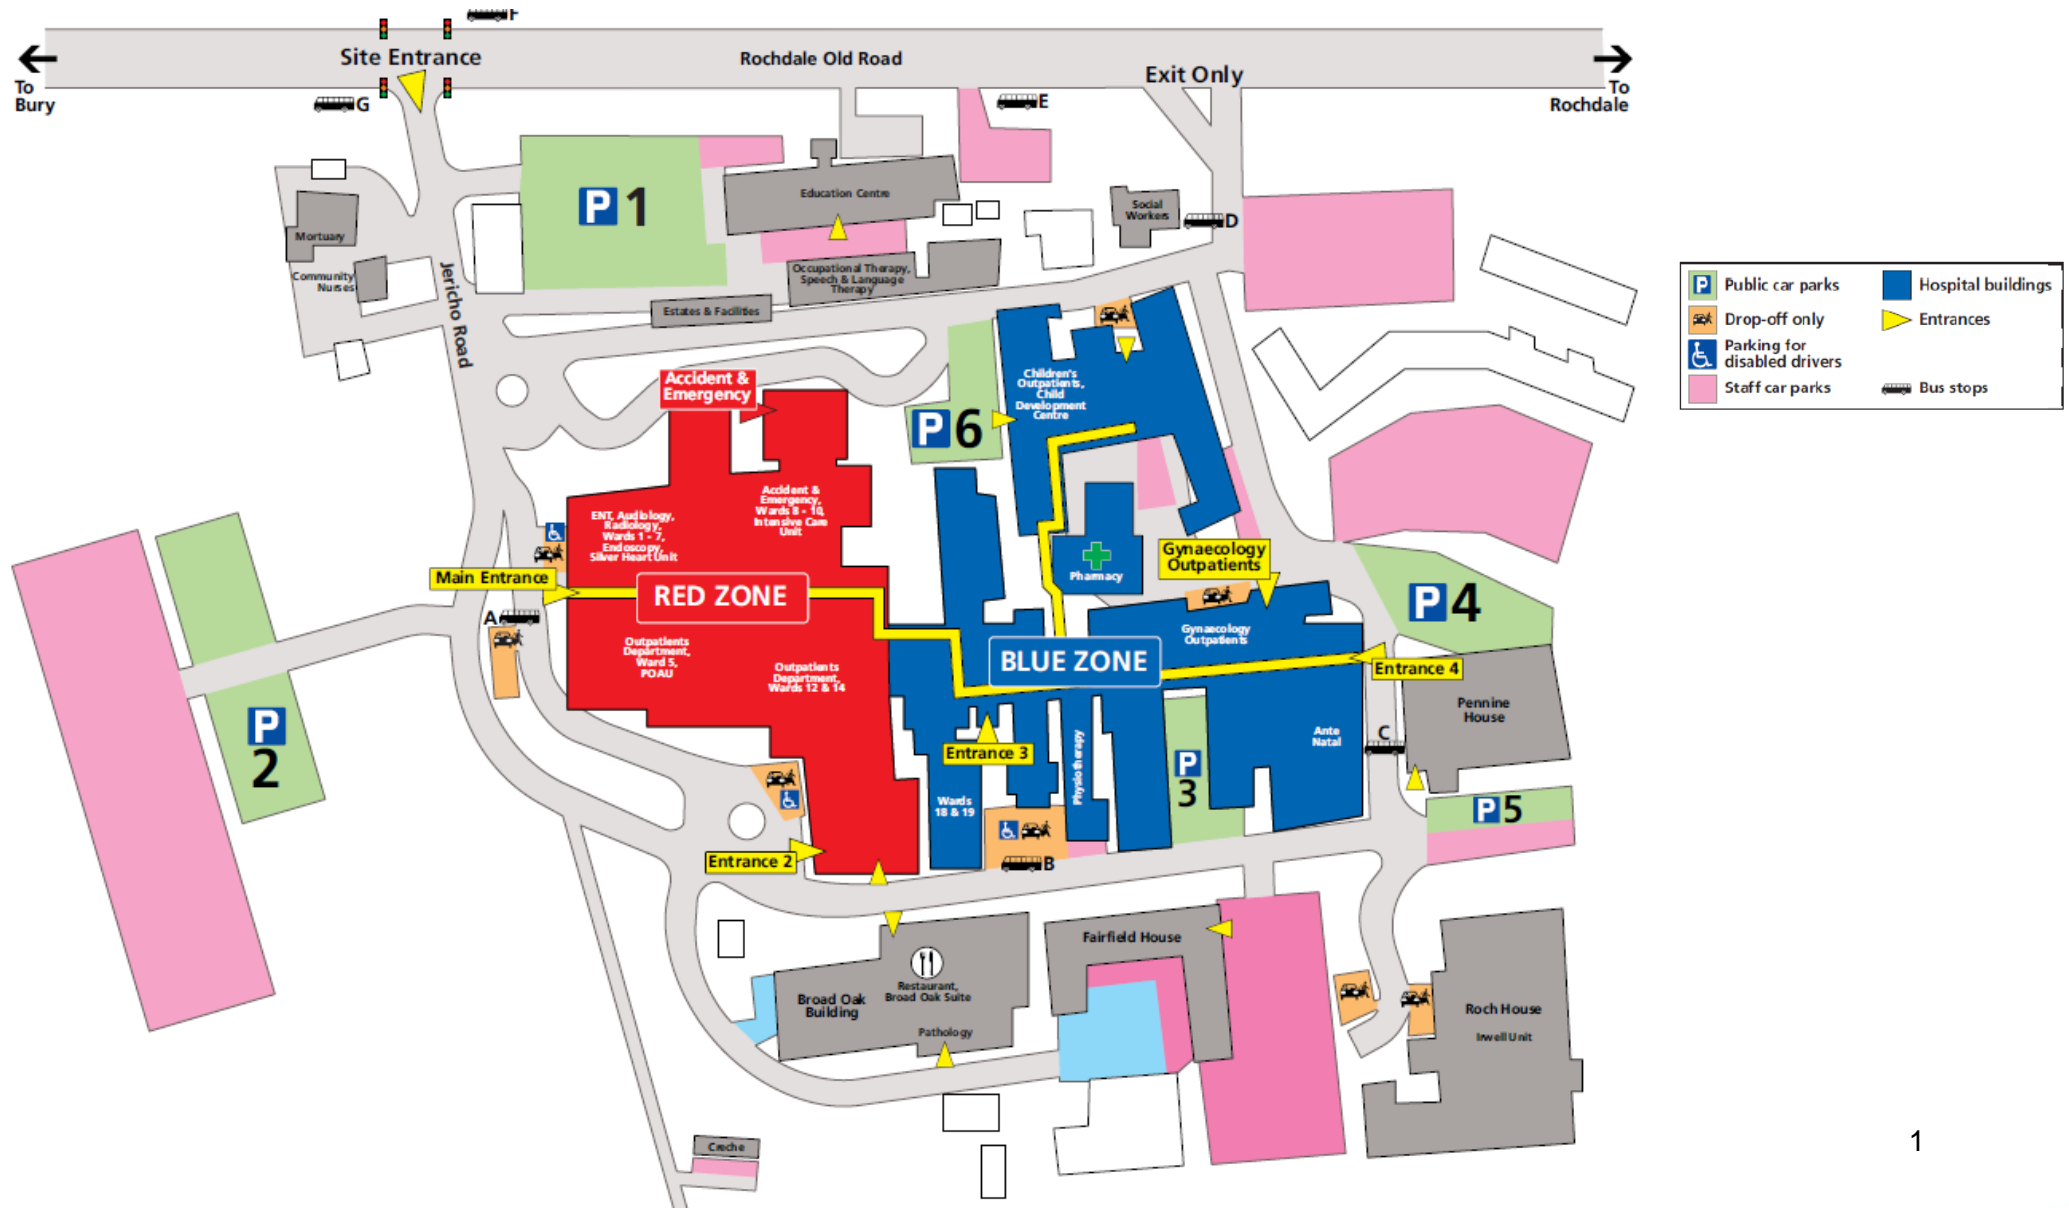 F
Site Entrance
Rochdale Old Road
Exit Only
To
Bury
To
Rochdale
G
E
P 1
Education Centre
Social
Workers
D
Mortuary
Community
Nurses
Jericho Road
Occupational Therapy,
Speech & Language
Therapy
Estates & Facilities
P Public car parks
Hospital buildings
Drop-off only
Entrances
Parking for
disabled drivers
Staff car parks
Bus stops
Accident &
Emergency
Children's
Outpatients,
Child
Development
Centre
P 6
ENT, Audiology,
Radiology,
Wards 1 - 7,
Endoscopy,
Silver Heart Unit
Accident &
Emergency,
Wards 8 - 10,
Intensive Care
Unit
Gynaecology
Outpatients
Pharmacy
Main Entrance
RED ZONE
P 4
A
Outpatients
Department,
Ward 5,
POAU
Outpatients
Department,
Wards 12 & 14
Gynaecology
Outpatients
BLUE ZONE
Entrance 4
Pennine
House
P
2
Ante
Natal
C
Entrance 3
Physiotherapy
P
3
Wards
18 & 19
P 5
Entrance 2
B
Fairfield House
Restaurant,
Broad Oak Suite
Broad Oak
Building
Pathology
Roch House
Irwell Unit
Creche
1